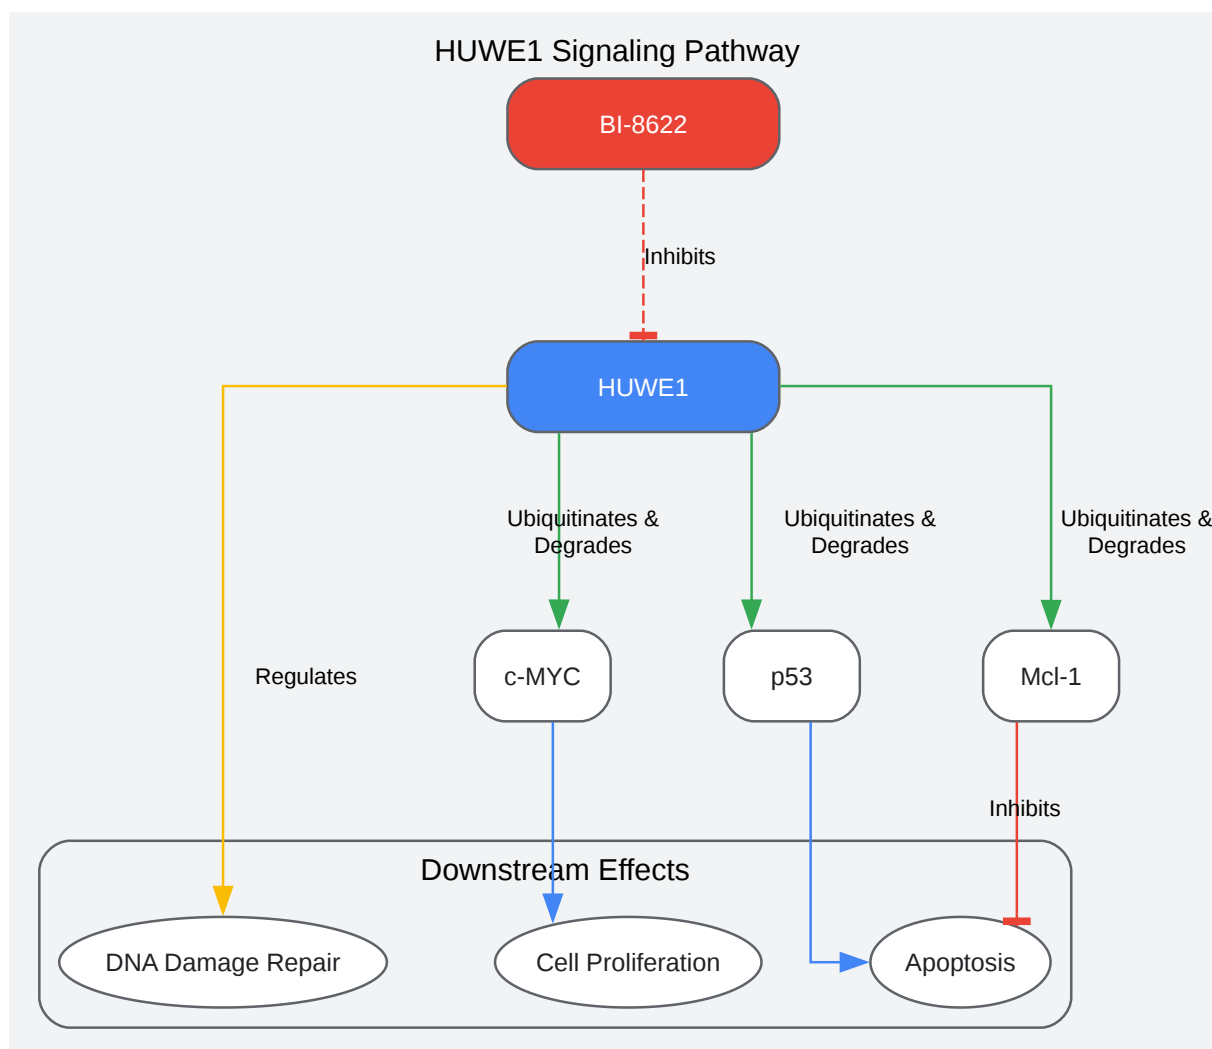 HUWE1 Signaling Pathway
BI-8622
Inhibits
HUWE1
Ubiquitinates &
Degrades
Ubiquitinates &
Degrades
Ubiquitinates &
Degrades
Regulates
c-MYC
p53
Mcl-1
Inhibits
Downstream Effects
DNA Damage Repair
Cell Proliferation
Apoptosis